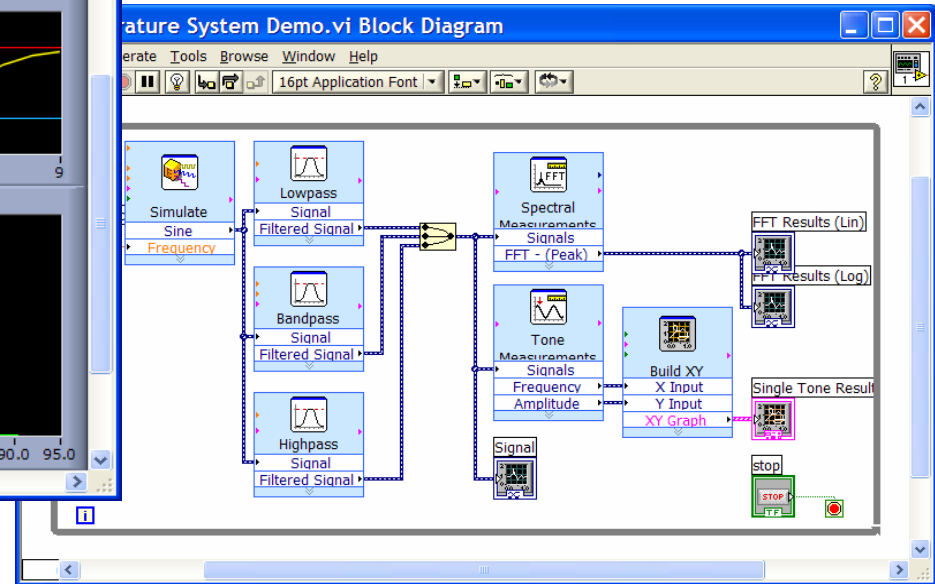 rature System Demo.vi Block Diagram
erate Tools Browse Window Help
16pt Application Font
?
1
9
90.0 95.0
Simulate
Sine
Frequency
Lowpass
Signal
Filtered Signal
Bandpass
Signal
Filtered Signal
Highpass
Signal
Filtered Signal
FFT
Spectral
Measurements
Signals
FFT - (Peak)
Tone
Measurements
Signals
Frequency
Amplitude
Build XY
X Input
Y Input
XY Graph
Signal
FFT Results (Lin)
FFT Results (Log)
Single Tone Result
stop
STOP
TF
i